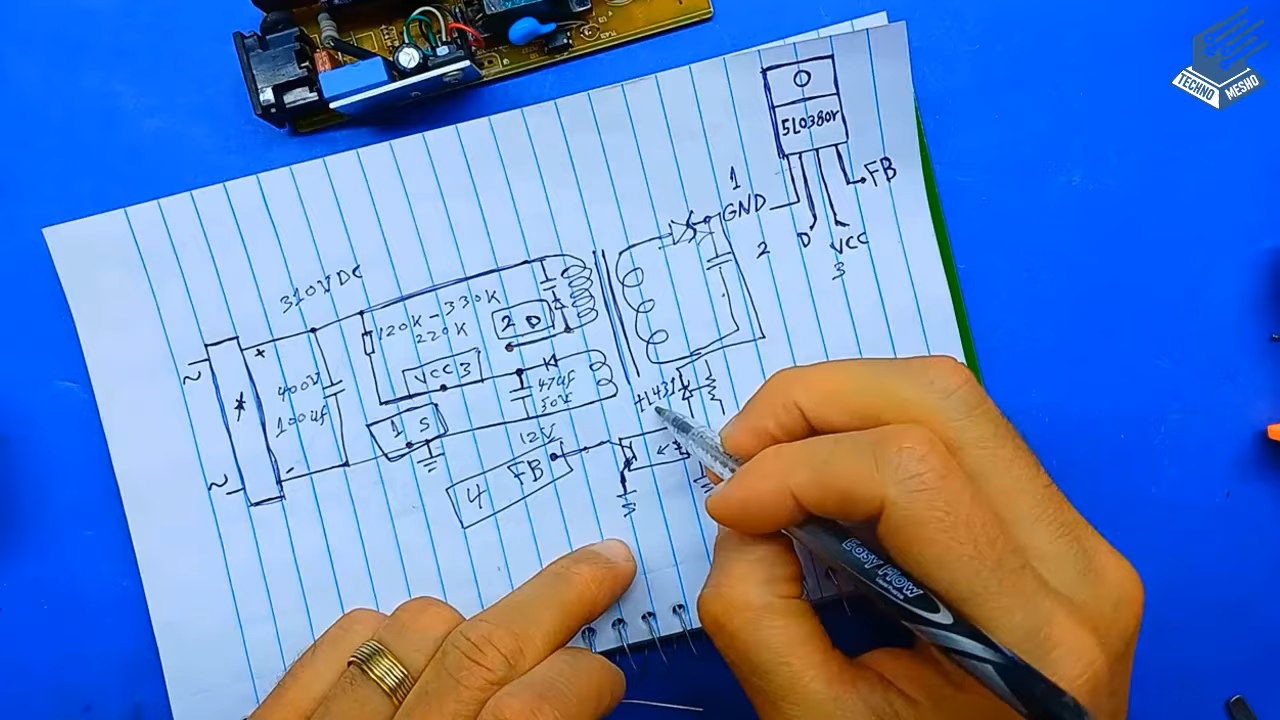 TECHNO MESHO
5L0380R
1
GND
FB
2
D
VCC
3
310VDC
120K-330K
220K
2 D
+
VCC 3
47uf
50V
400V
100uf
1 S
-
12V
4 FB
tL431
Easy Flow